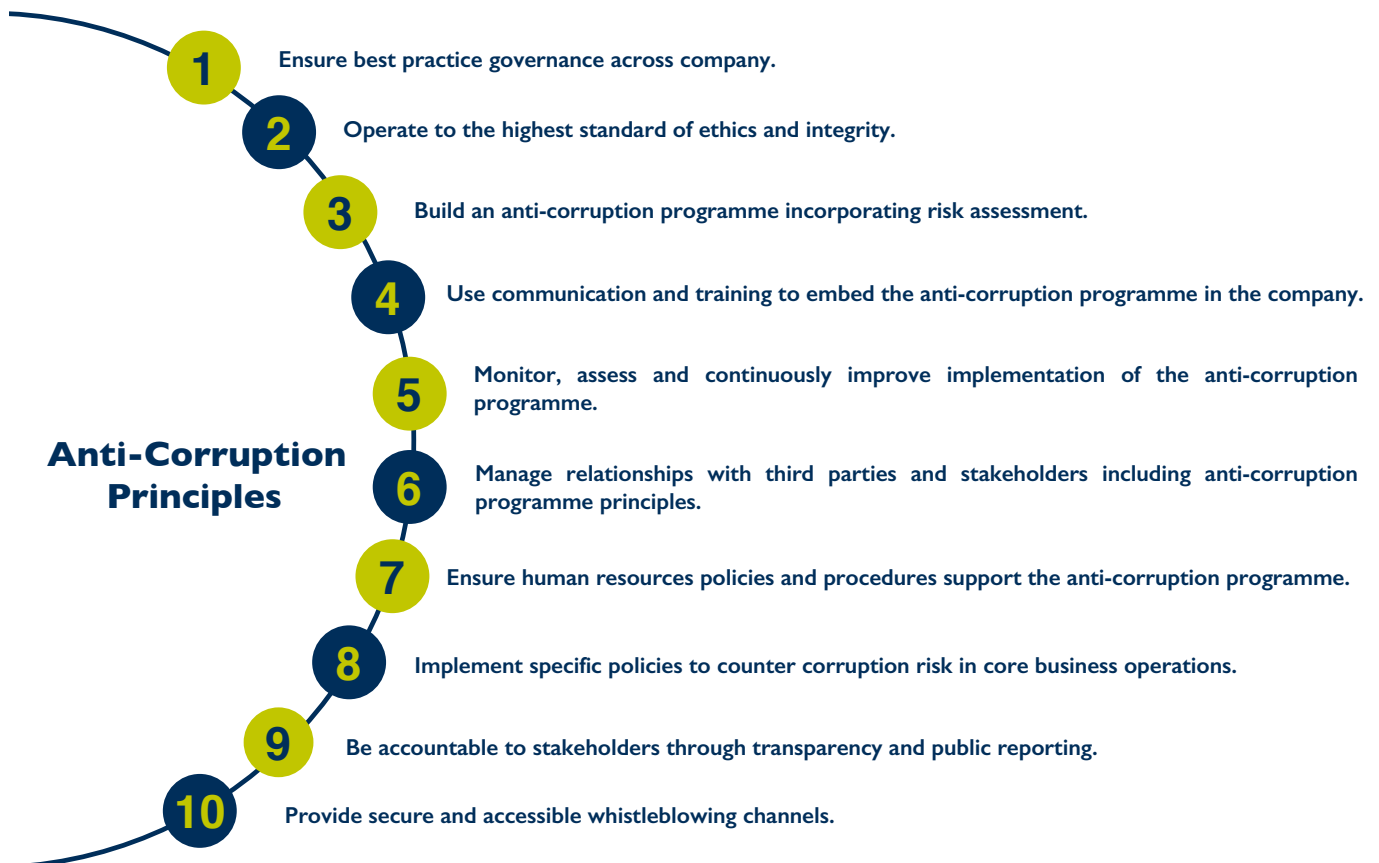 1
Ensure best practice governance across company.
2
Operate to the highest standard of ethics and integrity.
3
Build an anti-corruption programme incorporating risk assessment.
4
Use communication and training to embed the anti-corruption programme in the company.
5
Monitor, assess and continuously improve implementation of the anti-corruption
programme.
Anti-Corruption
Principles
6
Manage relationships with third parties and stakeholders including anti-corruption
programme principles.
7
Ensure human resources policies and procedures support the anti-corruption programme.
8
Implement specific policies to counter corruption risk in core business operations.
9
Be accountable to stakeholders through transparency and public reporting.
10
Provide secure and accessible whistleblowing channels.